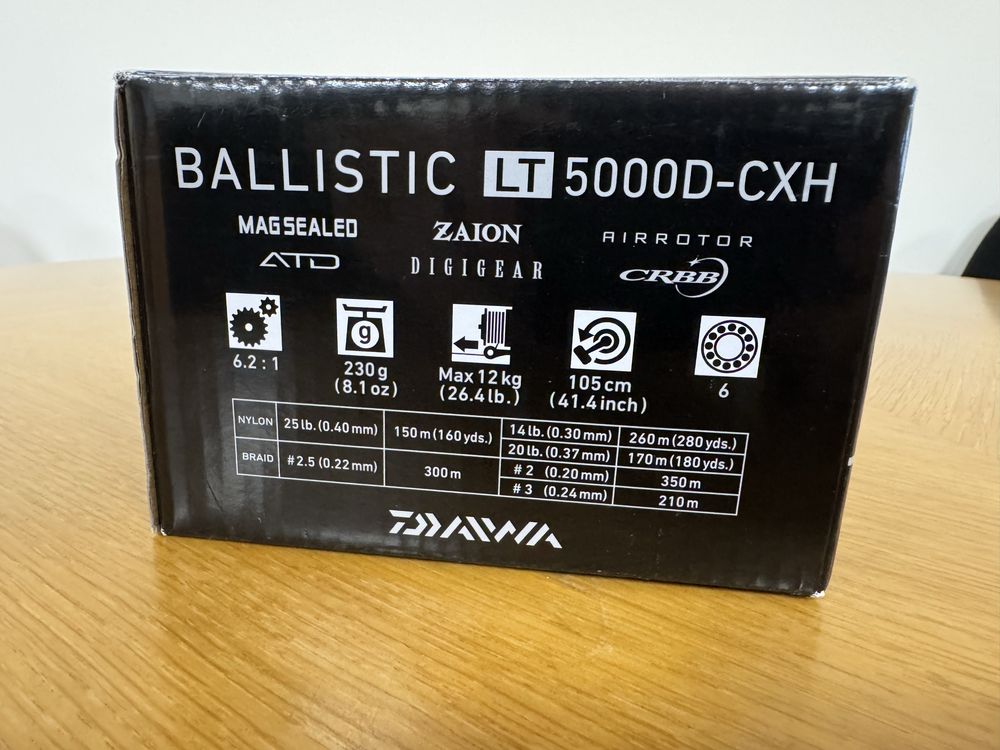 BALLISTIC LT 5000D-CXH
MAGSEALED ZAION AIRROTOR
ATD DIGIGEAR CRBB
g
6.2 : 1 230 g Max 12 kg 105 cm 6
(8.1 oz) (26.4 lb.) (41.4 inch)
NYLON 25 lb. (0.40 mm) 150 m (160 yds.) 14 lb. (0.30 mm) 260 m (280 yds.)
20 lb. (0.37 mm) 170 m (180 yds.)
BRAID #2.5 (0.22 mm) 300 m #2 (0.20 mm) 350 m
#3 (0.24 mm) 210 m
DAIWA